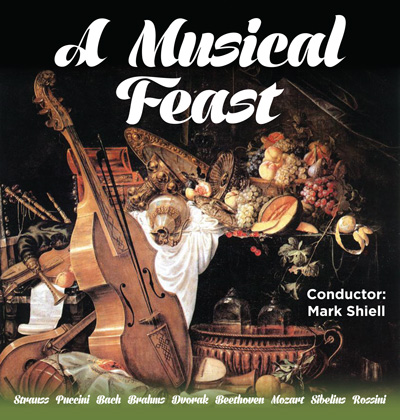 A Musical
Feast
Conductor:
Mark Shiell
Strauss Puccini Bach Brahms Dvorak Beethoven Mozart Sibelius Rossini